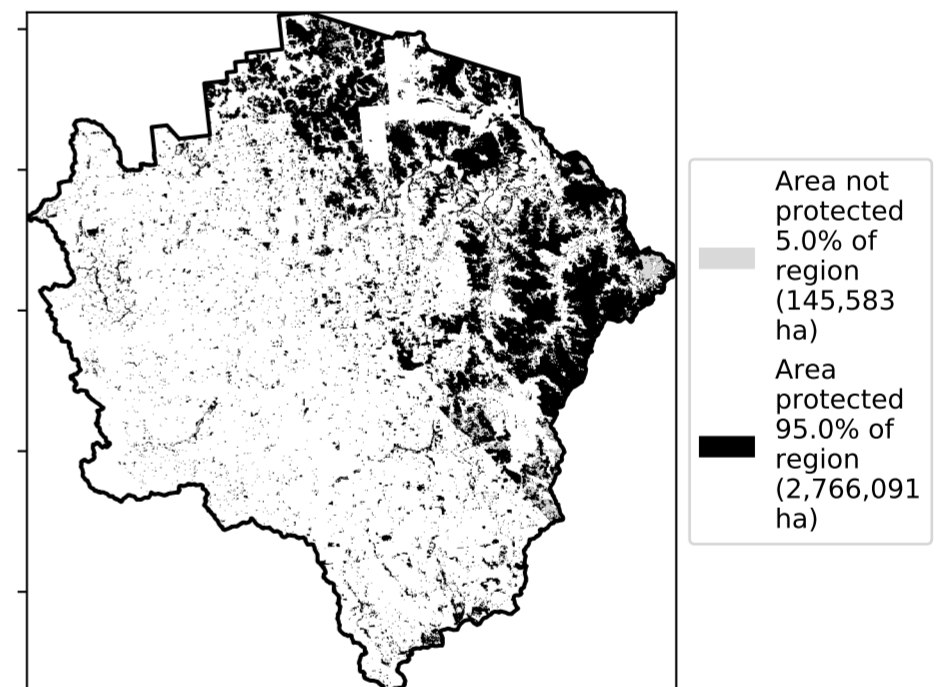 Area not
protected
5.0% of
region
(145,583
ha)
Area
protected
95.0% of
region
(2,766,091
ha)